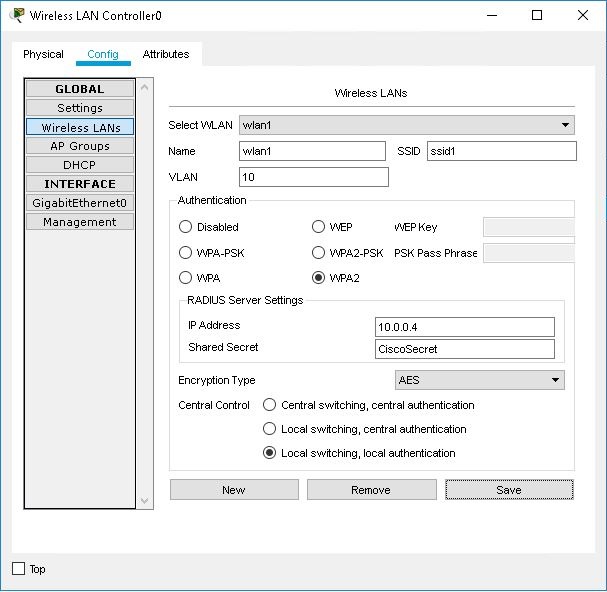 Wireless LAN Controller0
Physical Config Attributes
GLOBAL
Settings
Wireless LANs
AP Groups
DHCP
INTERFACE
GigabitEthernet0
Management
Wireless LANs
Select WLAN wlan1
Name wlan1 SSID ssid1
VLAN 10
Authentication
Disabled WEP WEP Key
WPA-PSK WPA2-PSK PSK Pass Phrase
WPA WPA2
RADIUS Server Settings
IP Address 10.0.0.4
Shared Secret CiscoSecret
Encryption Type AES
Central Control Central switching, central authentication
Local switching, central authentication
Local switching, local authentication
New Remove Save
Top